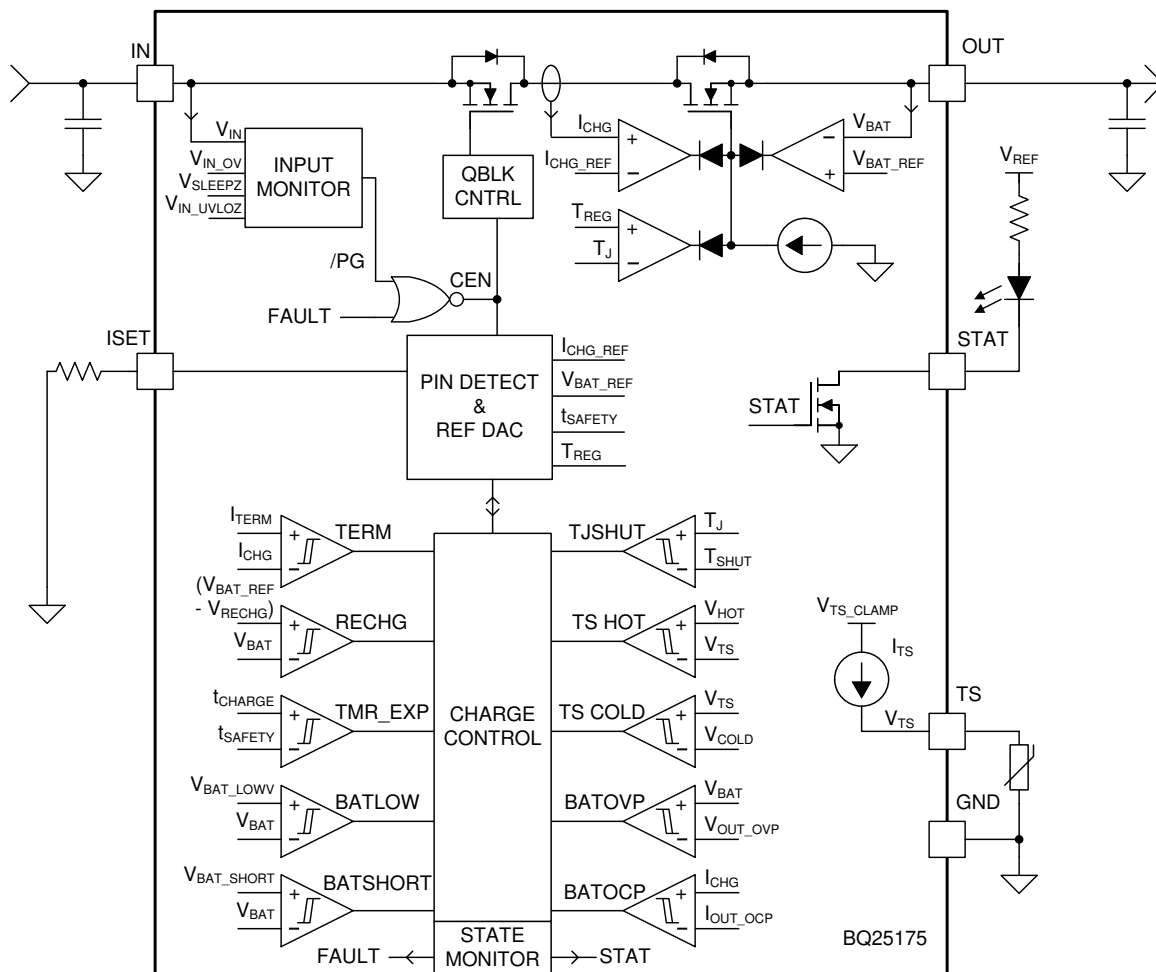 IN
OUT
V_IN
V_IN_OV
V_SLEEPZ
V_IN_UVLOZ
INPUT
MONITOR
QBLK
CNTRL
I_CHG
I_CHG_REF
+
−
V_BAT
V_BAT_REF
−
+
T_REG
T_J
+
−
V_REF
/PG
FAULT
CEN
ISET
STAT
PIN DETECT
&
REF DAC
I_CHG_REF
V_BAT_REF
t_SAFETY
T_REG
STAT
I_TERM
I_CHG
+
−
TERM
TJSHUT
+
−
T_J
T_SHUT
(V_BAT_REF
- V_RECHG)
V_BAT
+
−
RECHG
TS HOT
+
−
V_HOT
V_TS
t_CHARGE
t_SAFETY
+
−
TMR_EXP
CHARGE
CONTROL
TS COLD
+
−
V_TS
V_COLD
V_BAT_LOWV
V_BAT
+
−
BATLOW
BATOVP
+
−
V_BAT
V_OUT_OVP
V_BAT_SHORT
V_BAT
+
−
BATSHORT
BATOCP
+
−
I_CHG
I_OUT_OCP
V_TS_CLAMP
I_TS
V_TS
TS
GND
STATE
MONITOR
FAULT
STAT
BQ25175